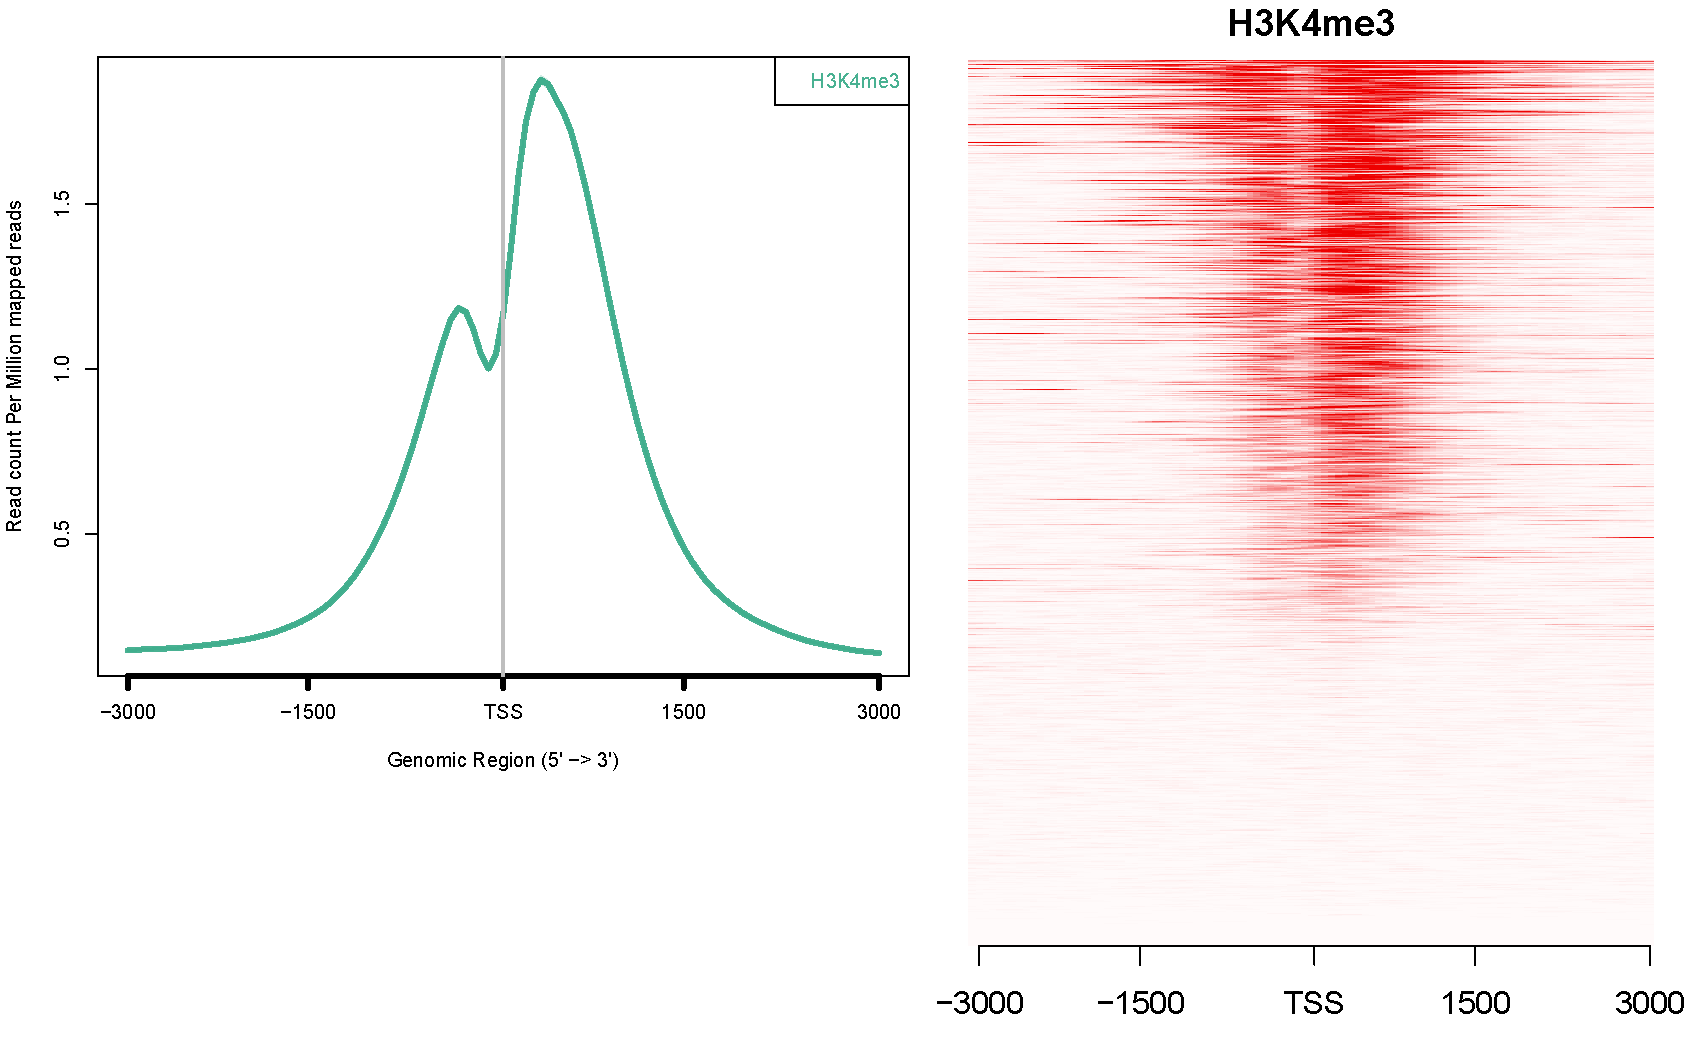 H3K4me3
H3K4me3
Read count Per Million mapped reads
1.5
1.0
0.5
−3000 −1500 TSS 1500 3000
Genomic Region (5' −> 3')
−3000 −1500 TSS 1500 3000